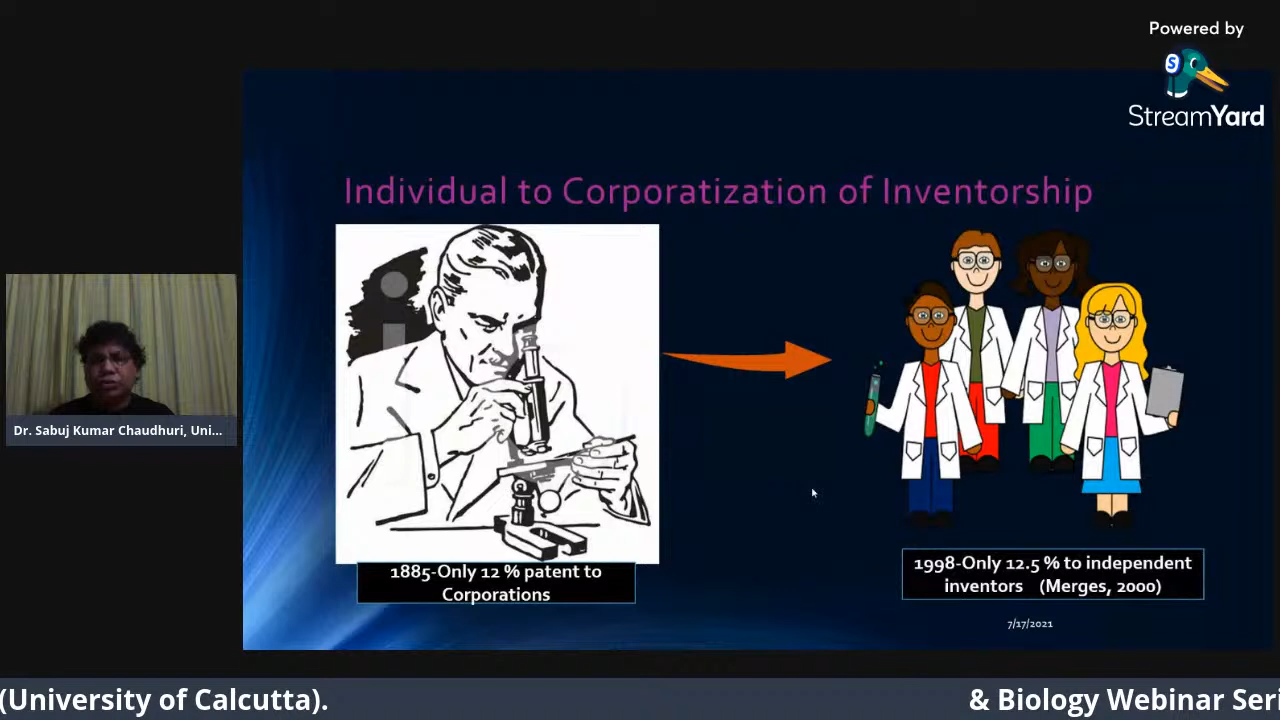 Powered by
StreamYard
Individual to Corporatization of Inventorship
1885-Only 12 % patent to
Corporations
1998-Only 12.5 % to independent
inventors (Merges, 2000)
7/17/2021
Dr. Sabuj Kumar Chaudhuri, Uni...
(University of Calcutta). & Biology Webinar Seri